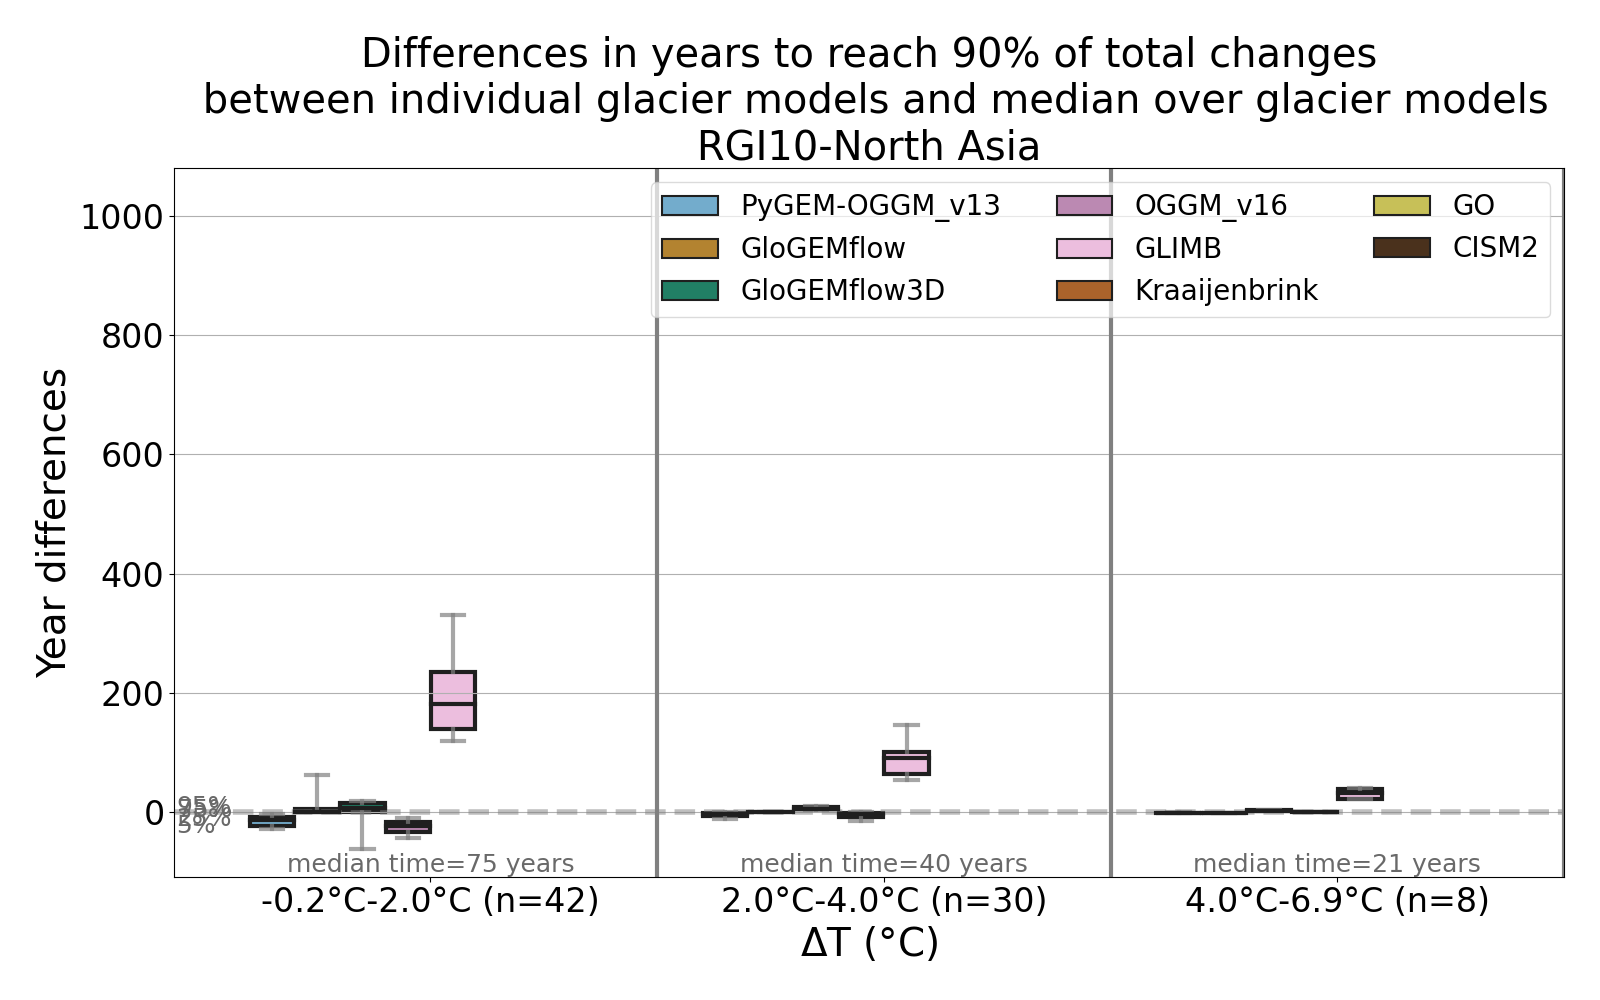 Differences in years to reach 90% of total changes
between individual glacier models and median over glacier models
RGI10-North Asia
PyGEM-OGGM_v13
GloGEMflow
GloGEMflow3D
OGGM_v16
GLIMB
Kraaijenbrink
GO
CISM2
Year differences
1000
800
600
400
200
0
95%
5%
median time=75 years
median time=40 years
median time=21 years
-0.2°C-2.0°C (n=42)
2.0°C-4.0°C (n=30)
4.0°C-6.9°C (n=8)
ΔT (°C)